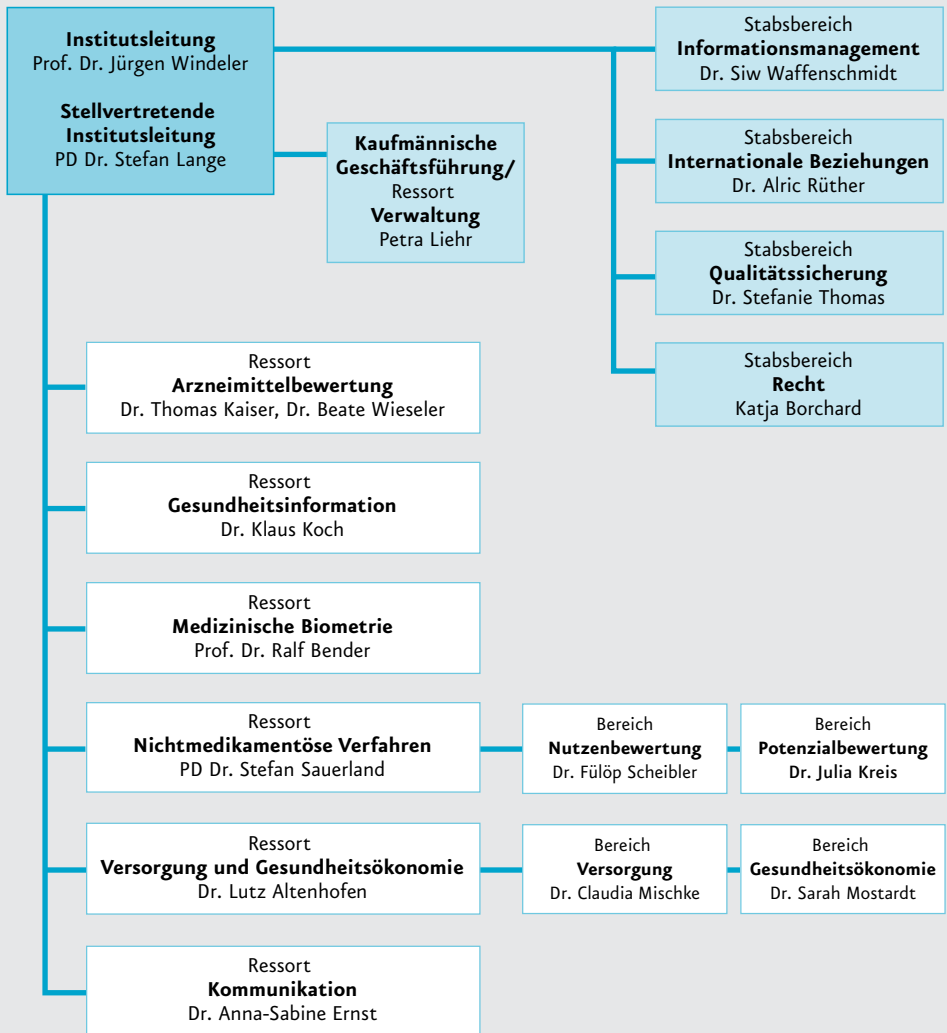 Institutsleitung
Prof. Dr. Jürgen Windeler
Stellvertretende
Institutsleitung
PD Dr. Stefan Lange
Kaufmännische
Geschäftsführung/
Ressort
Verwaltung
Petra Liehr
Stabsbereich
Informationsmanagement
Dr. Siw Waffenschmidt
Stabsbereich
Internationale Beziehungen
Dr. Alric Rüther
Stabsbereich
Qualitätssicherung
Dr. Stefanie Thomas
Stabsbereich
Recht
Katja Borchard
Ressort
Arzneimittelbewertung
Dr. Thomas Kaiser, Dr. Beate Wieseler
Ressort
Gesundheitsinformation
Dr. Klaus Koch
Ressort
Medizinische Biometrie
Prof. Dr. Ralf Bender
Ressort
Nichtmedikamentöse Verfahren
PD Dr. Stefan Sauerland
Bereich
Nutzenbewertung
Dr. Fülöp Scheibler
Bereich
Potenzialbewertung
Dr. Julia Kreis
Ressort
Versorgung und Gesundheitsökonomie
Dr. Lutz Altenhofen
Bereich
Versorgung
Dr. Claudia Mischke
Bereich
Gesundheitsökonomie
Dr. Sarah Mostardt
Ressort
Kommunikation
Dr. Anna-Sabine Ernst